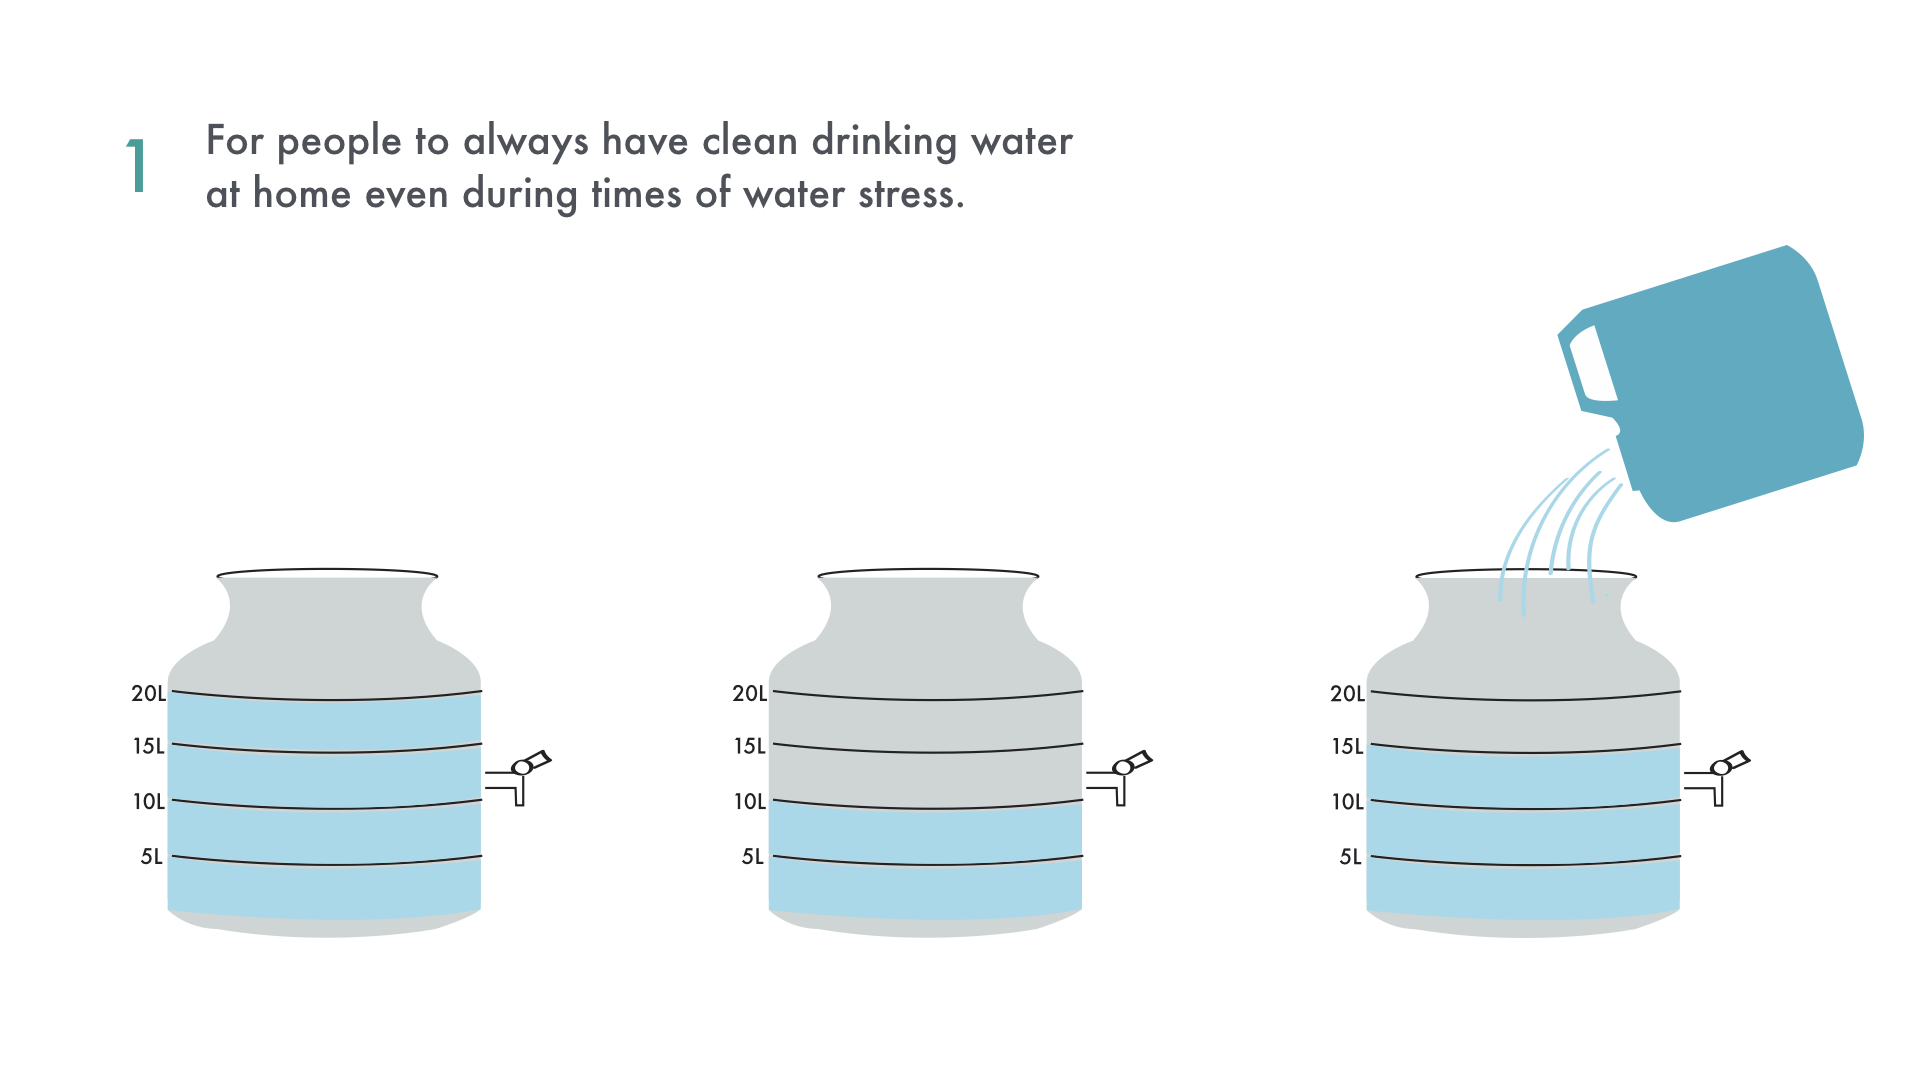 1
For people to always have clean drinking water
at home even during times of water stress.
20L
15L
10L
5L
20L
15L
10L
5L
20L
15L
10L
5L